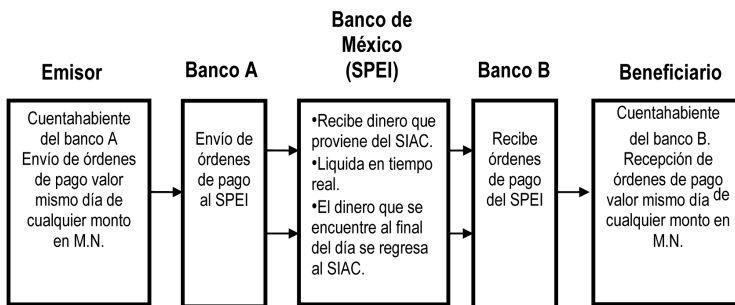 Emisor
Banco A
Banco de
México
(SPEI)
Banco B
Beneficiario
Cuentahabiente
del banco A
Envío de órdenes
de pago valor
mismo día de
cualquier monto
en M.N.
Envío de
órdenes
de pago
al SPEI
•Recibe dinero que
proviene del SIAC.
•Liquida en tiempo
real.
•El dinero que se
encuentre al final
del día se regresa
al SIAC.
Recibe
órdenes
de pago
del SPEI
Cuentahabiente
del banco B.
Recepción de
órdenes de pago
valor mismo día de
cualquier monto en
M.N.